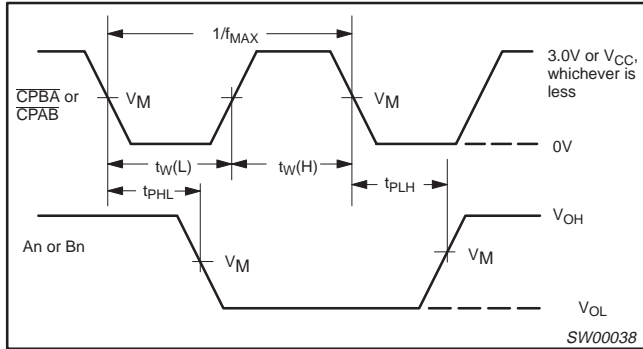 1/fMAX
3.0V or VCC,
whichever is
less
CPBA or
CPAB
VM
VM
0V
tW(L)
tW(H)
tPHL
tPLH
VOH
An or Bn
VM
VM
VOL
SW00038